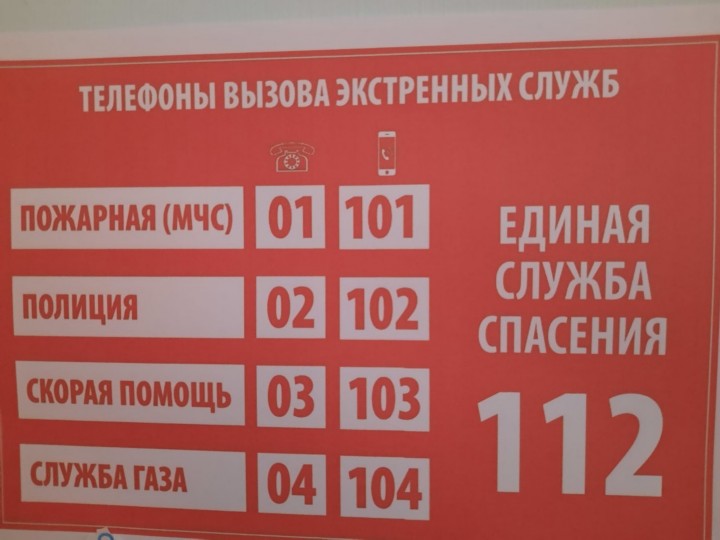 ТЕЛЕФОНЫ ВЫЗОВА ЭКСТРЕННЫХ СЛУЖБ
ПОЖАРНАЯ (МЧС) 01 101
ПОЛИЦИЯ 02 102
СКОРАЯ ПОМОЩЬ 03 103
СЛУЖБА ГАЗА 04 104
ЕДИНАЯ
СЛУЖБА
СПАСЕНИЯ
112